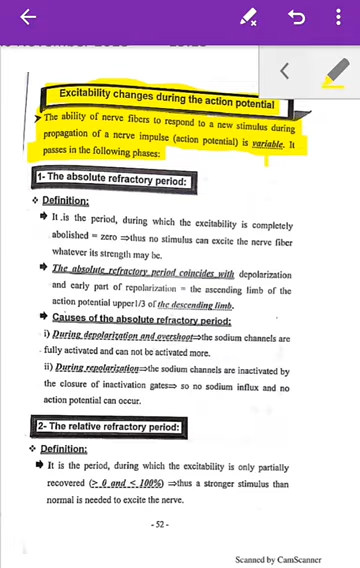 Excitability changes during the action potential
➤ The ability of nerve fibers to respond to a new stimulus during
propagation of a nerve impulse (action potential) is variable. It
passes in the following phases:
1- The absolute refractory period:
❖ Definition:
➔ It is the period, during which the excitability is completely
abolished = zero ⇒thus no stimulus can excite the nerve fiber
whatever its strength may be.
➔ The absolute refractory period coincides with depolarization
and early part of repolarization = the ascending limb of the
action potential upper1/3 of the descending limb.
➔ Causes of the absolute refractory period:
i) During depolarization and overshoot⇒the sodium channels are
fully activated and can not be activated more.
ii) During repolarization⇒the sodium channels are inactivated by
the closure of inactivation gates⇒ so no sodium influx and no
action potential can occur.
2- The relative refractory period:
❖ Definition:
➔ It is the period, during which the excitability is only partially
recovered (> 0 and < 100%) ⇒thus a stronger stimulus than
normal is needed to excite the nerve.
- 52 -
Scanned by CamScanner